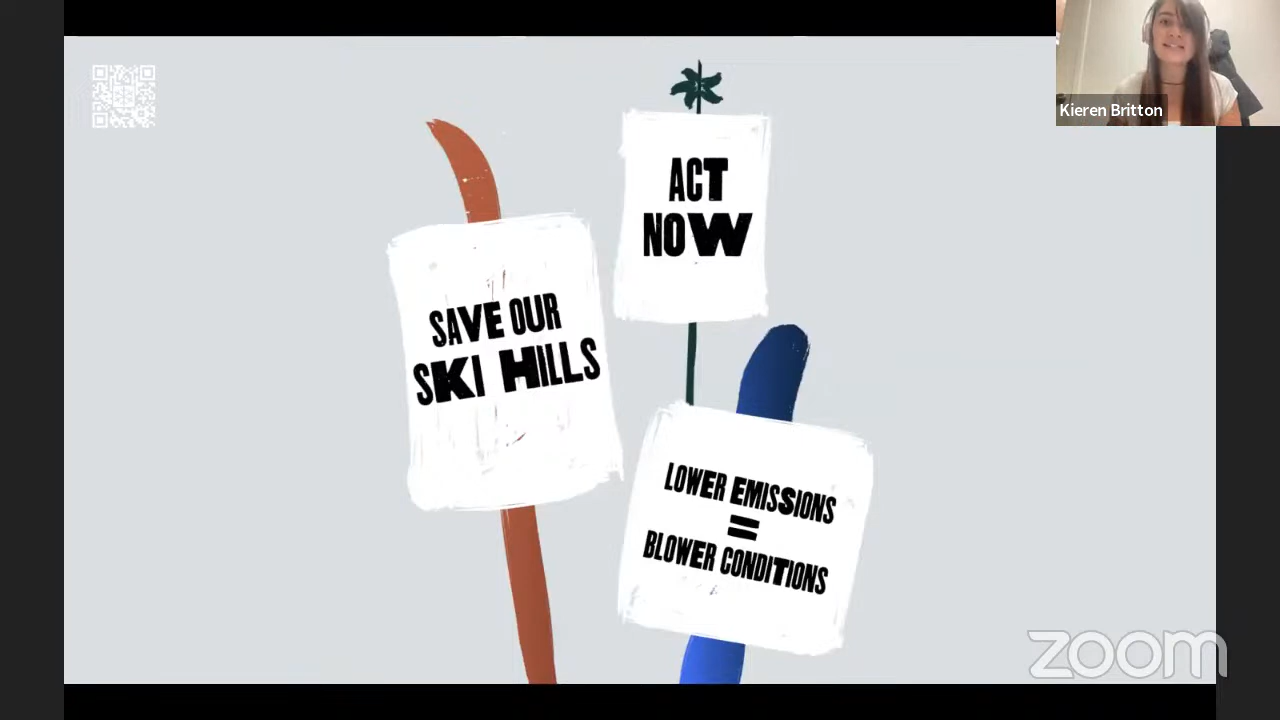 Kieren Britton
ACT
NOW
SAVE OUR
SKI HILLS
LOWER EMISSIONS
=
BLOWER CONDITIONS
zoom